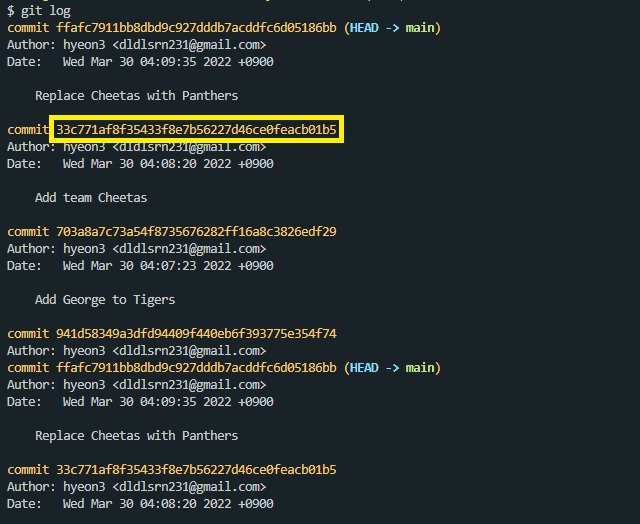 $ git log
commit ffafc7911bb8dbd9c927dddb7acddfc6d05186bb (HEAD -> main)
Author: hyeon3 <dldlsrn231@gmail.com>
Date:   Wed Mar 30 04:09:35 2022 +0900
Replace Cheetas with Panthers
commit 33c771af8f35433f8e7b56227d46ce0feacb01b5
Author: hyeon3 <dldlsrn231@gmail.com>
Date:   Wed Mar 30 04:08:20 2022 +0900
Add team Cheetas
commit 703a8a7c73a54f8735676282ff16a8c3826edf29
Author: hyeon3 <dldlsrn231@gmail.com>
Date:   Wed Mar 30 04:07:23 2022 +0900
Add George to Tigers
commit 941d58349a3dfd94409f440eb6f393775e354f74
Author: hyeon3 <dldlsrn231@gmail.com>
commit ffafc7911bb8dbd9c927dddb7acddfc6d05186bb (HEAD -> main)
Author: hyeon3 <dldlsrn231@gmail.com>
Date:   Wed Mar 30 04:09:35 2022 +0900
Replace Cheetas with Panthers
commit 33c771af8f35433f8e7b56227d46ce0feacb01b5
Author: hyeon3 <dldlsrn231@gmail.com>
Date:   Wed Mar 30 04:08:20 2022 +0900